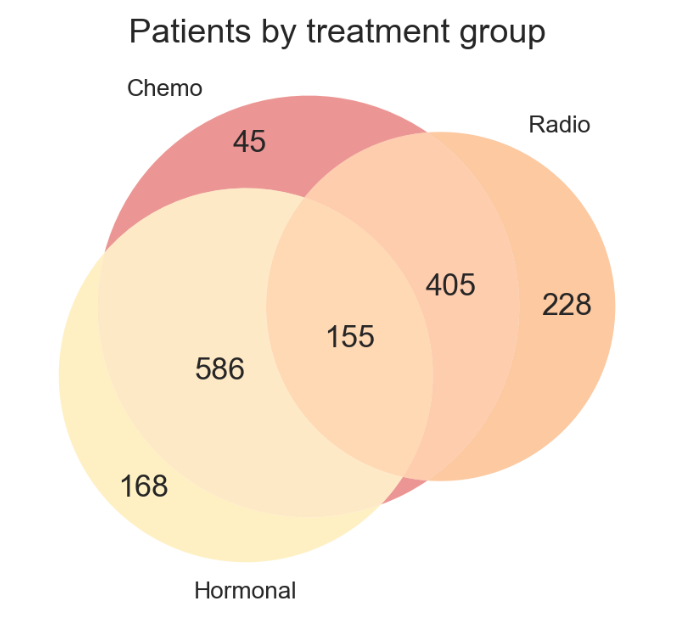 Patients by treatment group
Chemo
Radio
45
405
228
155
586
168
Hormonal